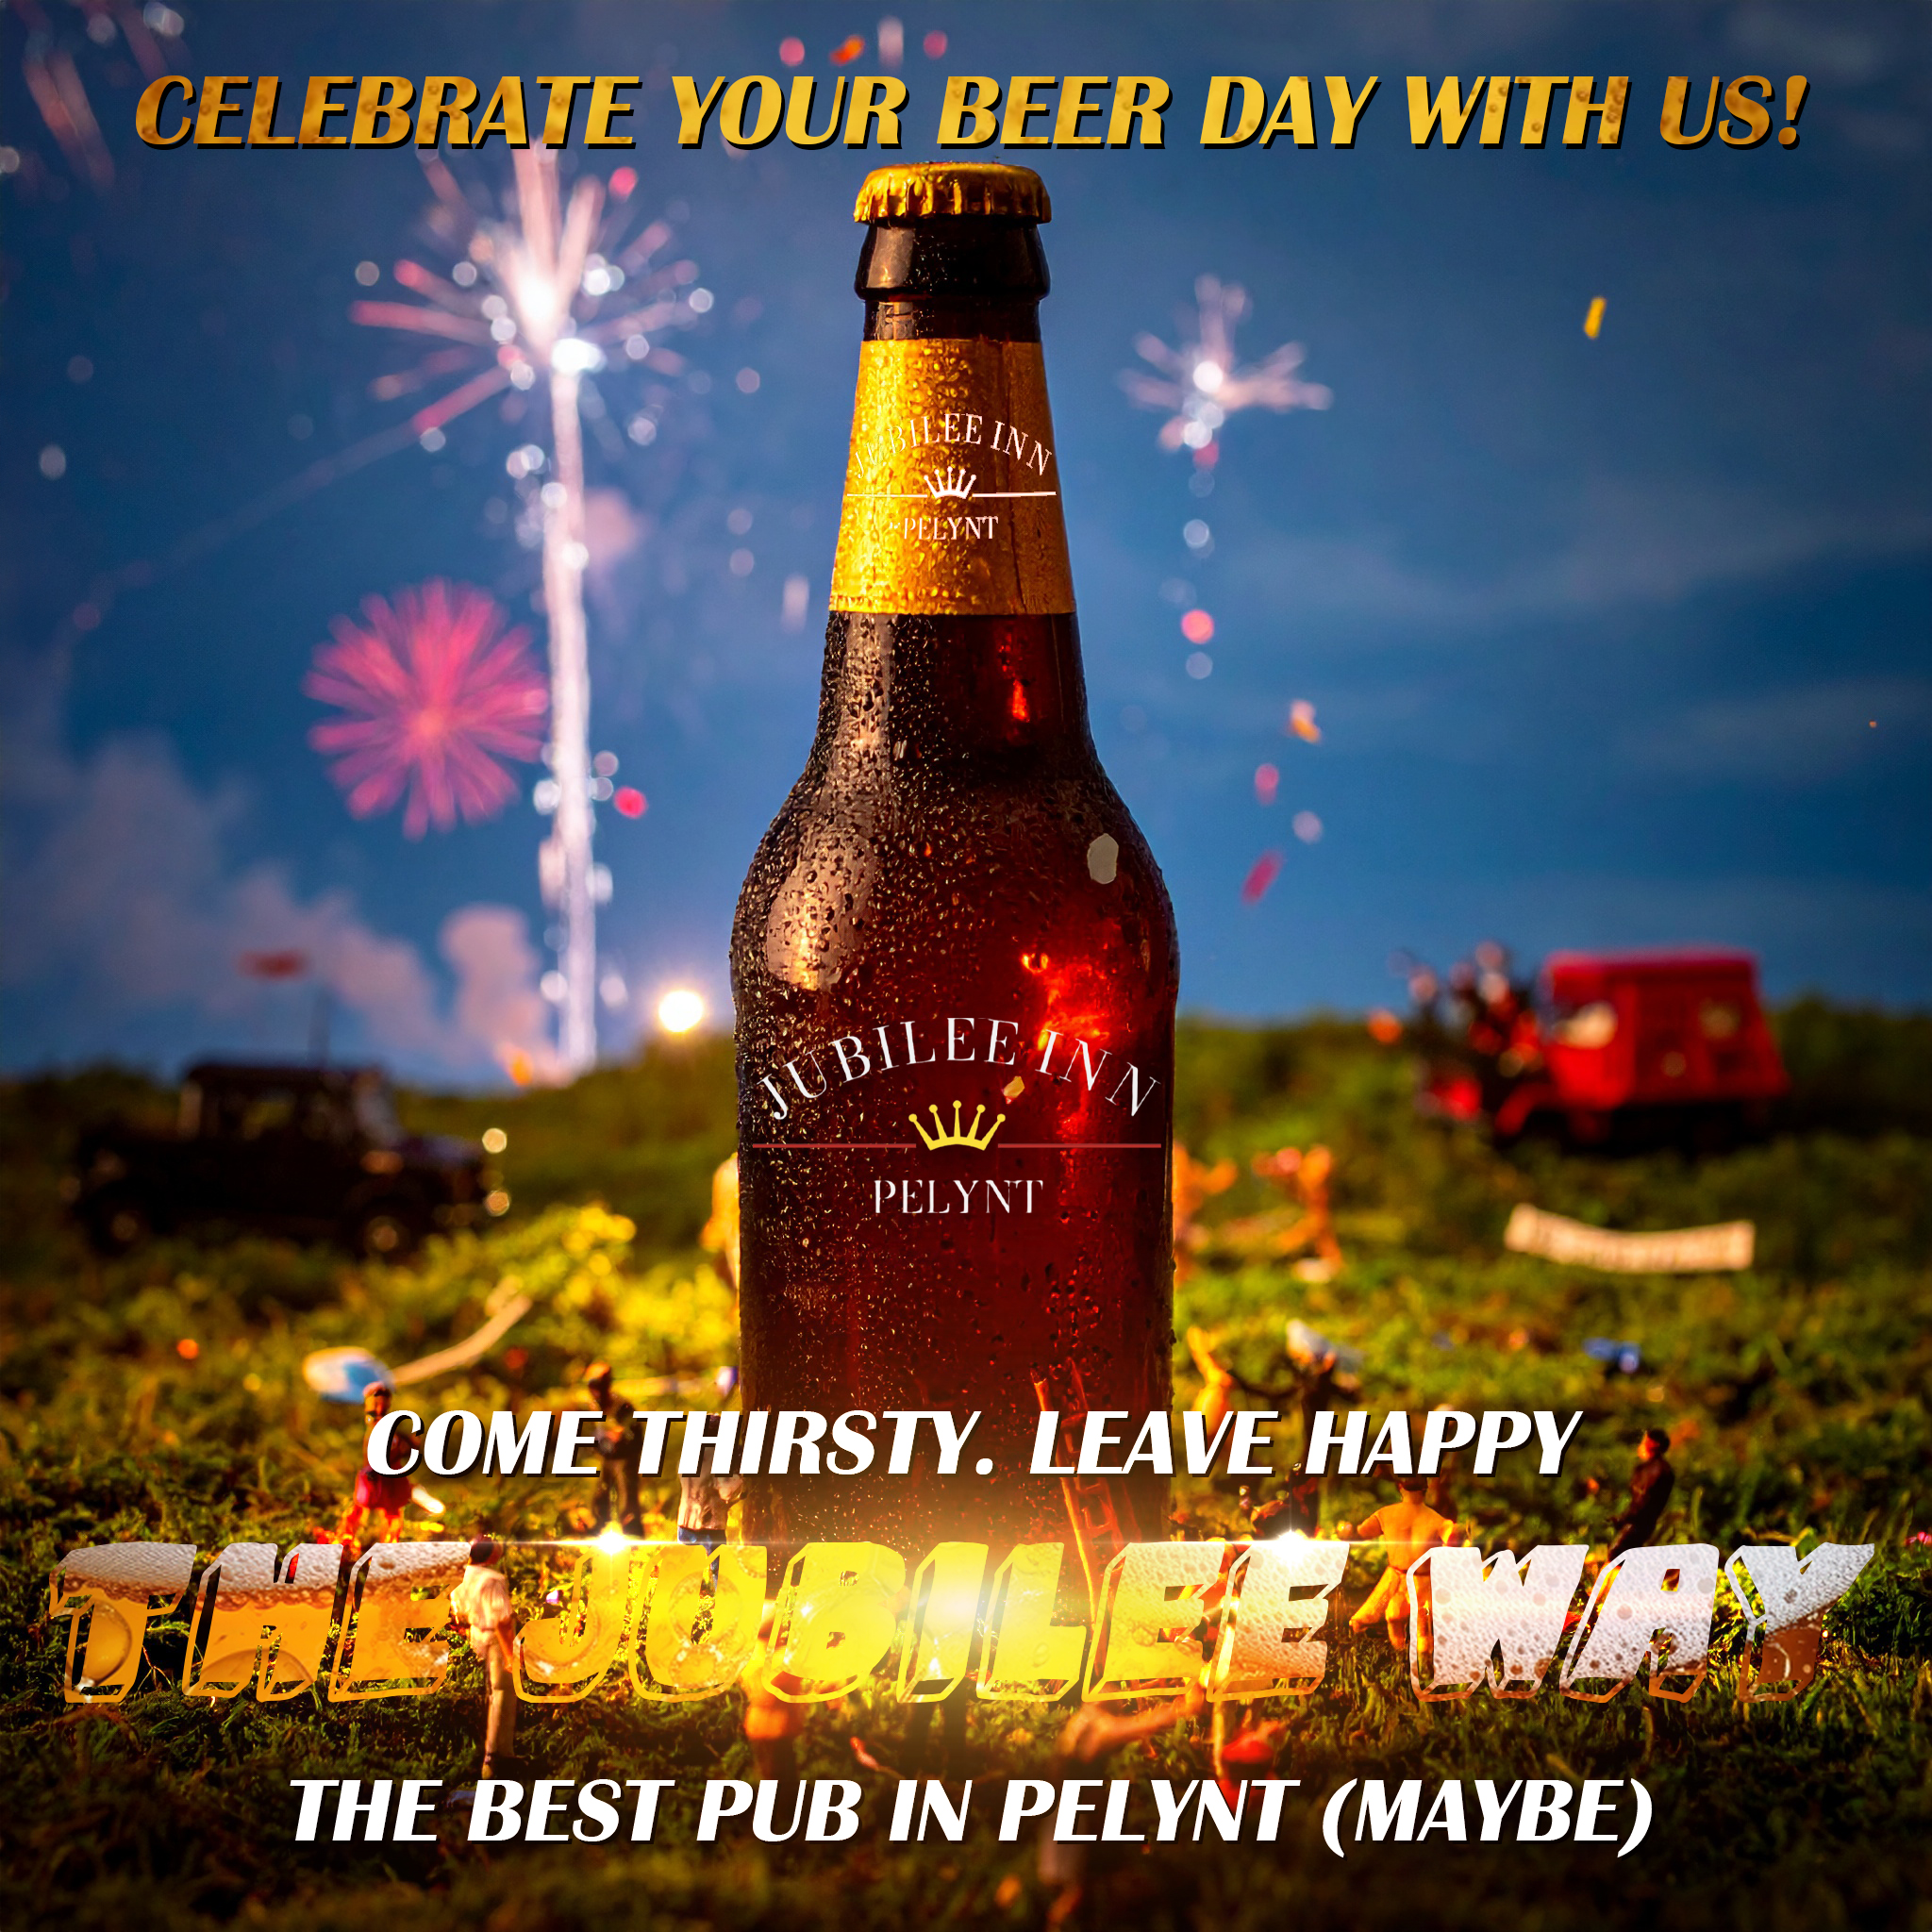 CELEBRATE YOUR BEER DAY WITH US!
JUBILEE INN
PELYNT
JUBILEE INN
PELYNT
COME THIRSTY. LEAVE HAPPY
THE JUBILEE WAY
THE BEST PUB IN PELYNT (MAYBE)